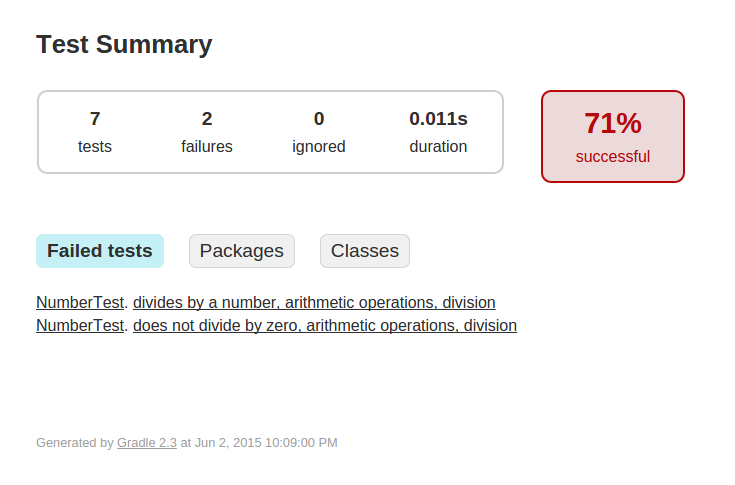 Test Summary
7 2 0 0.011s
tests failures ignored duration
71%
successful
Failed tests Packages Classes
NumberTest. divides by a number, arithmetic operations, division
NumberTest. does not divide by zero, arithmetic operations, division
Generated by Gradle 2.3 at Jun 2, 2015 10:09:00 PM